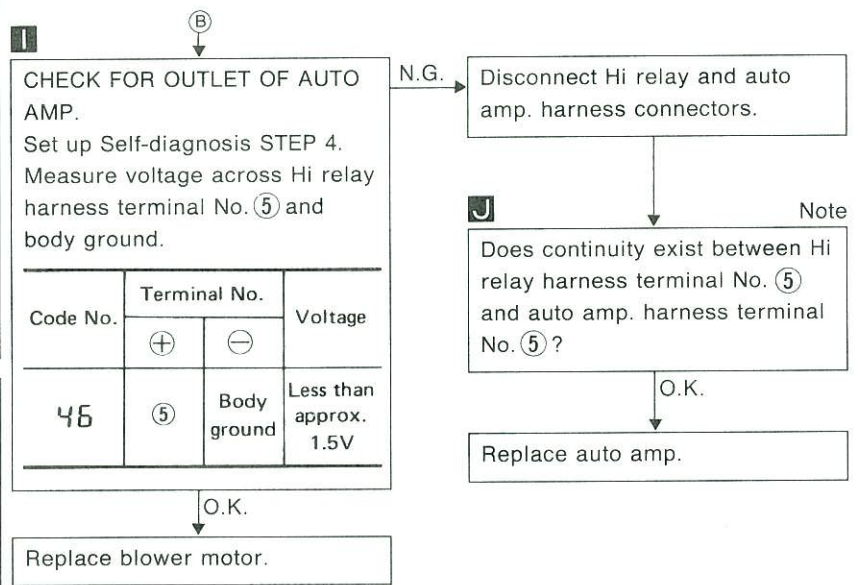 B
I
CHECK FOR OUTLET OF AUTO
AMP.
Set up Self-diagnosis STEP 4.
Measure voltage across Hi relay
harness terminal No. ⑤ and
body ground.
Code No.
Terminal No.
Voltage
⊕
⊖
46
⑤
Body
ground
Less than
approx.
1.5V
O.K.
Replace blower motor.
N.G.
Disconnect Hi relay and auto
amp. harness connectors.
J
Note
Does continuity exist between Hi
relay harness terminal No. ⑤
and auto amp. harness terminal
No. ⑤ ?
O.K.
Replace auto amp.